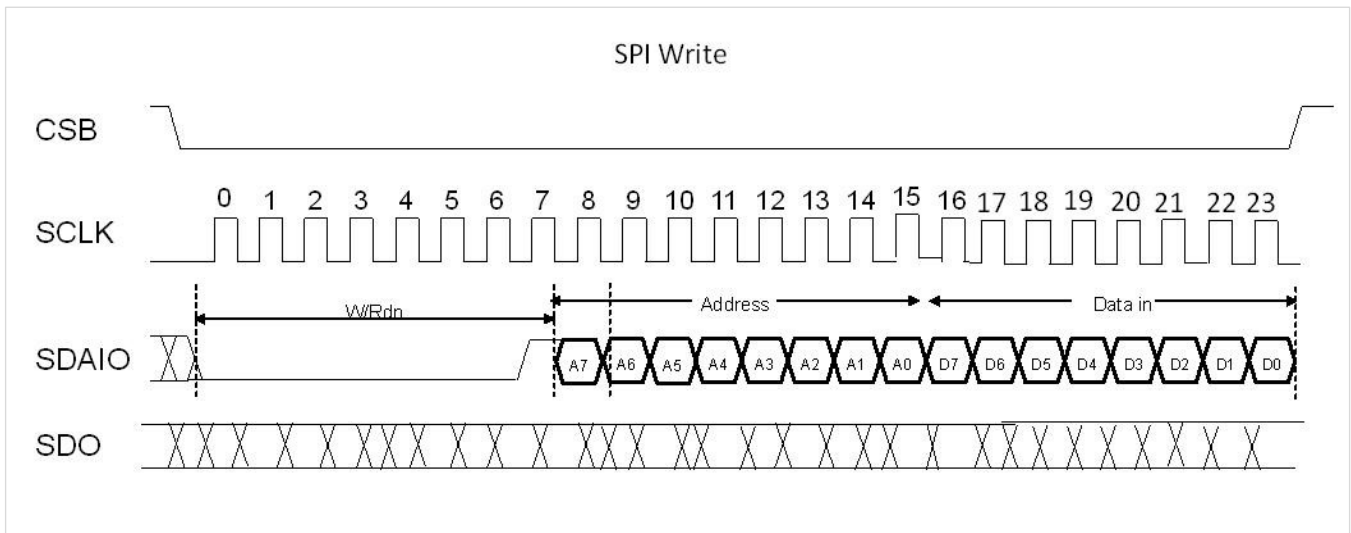 SPI Write
CSB
0 1 2 3 4 5 6 7 8 9 10 11 12 13 14 15 16 17 18 19 20 21 22 23
SCLK
W/Rdn Address Data in
SDAIO A7 A6 A5 A4 A3 A2 A1 A0 D7 D6 D5 D4 D3 D2 D1 D0
SDO